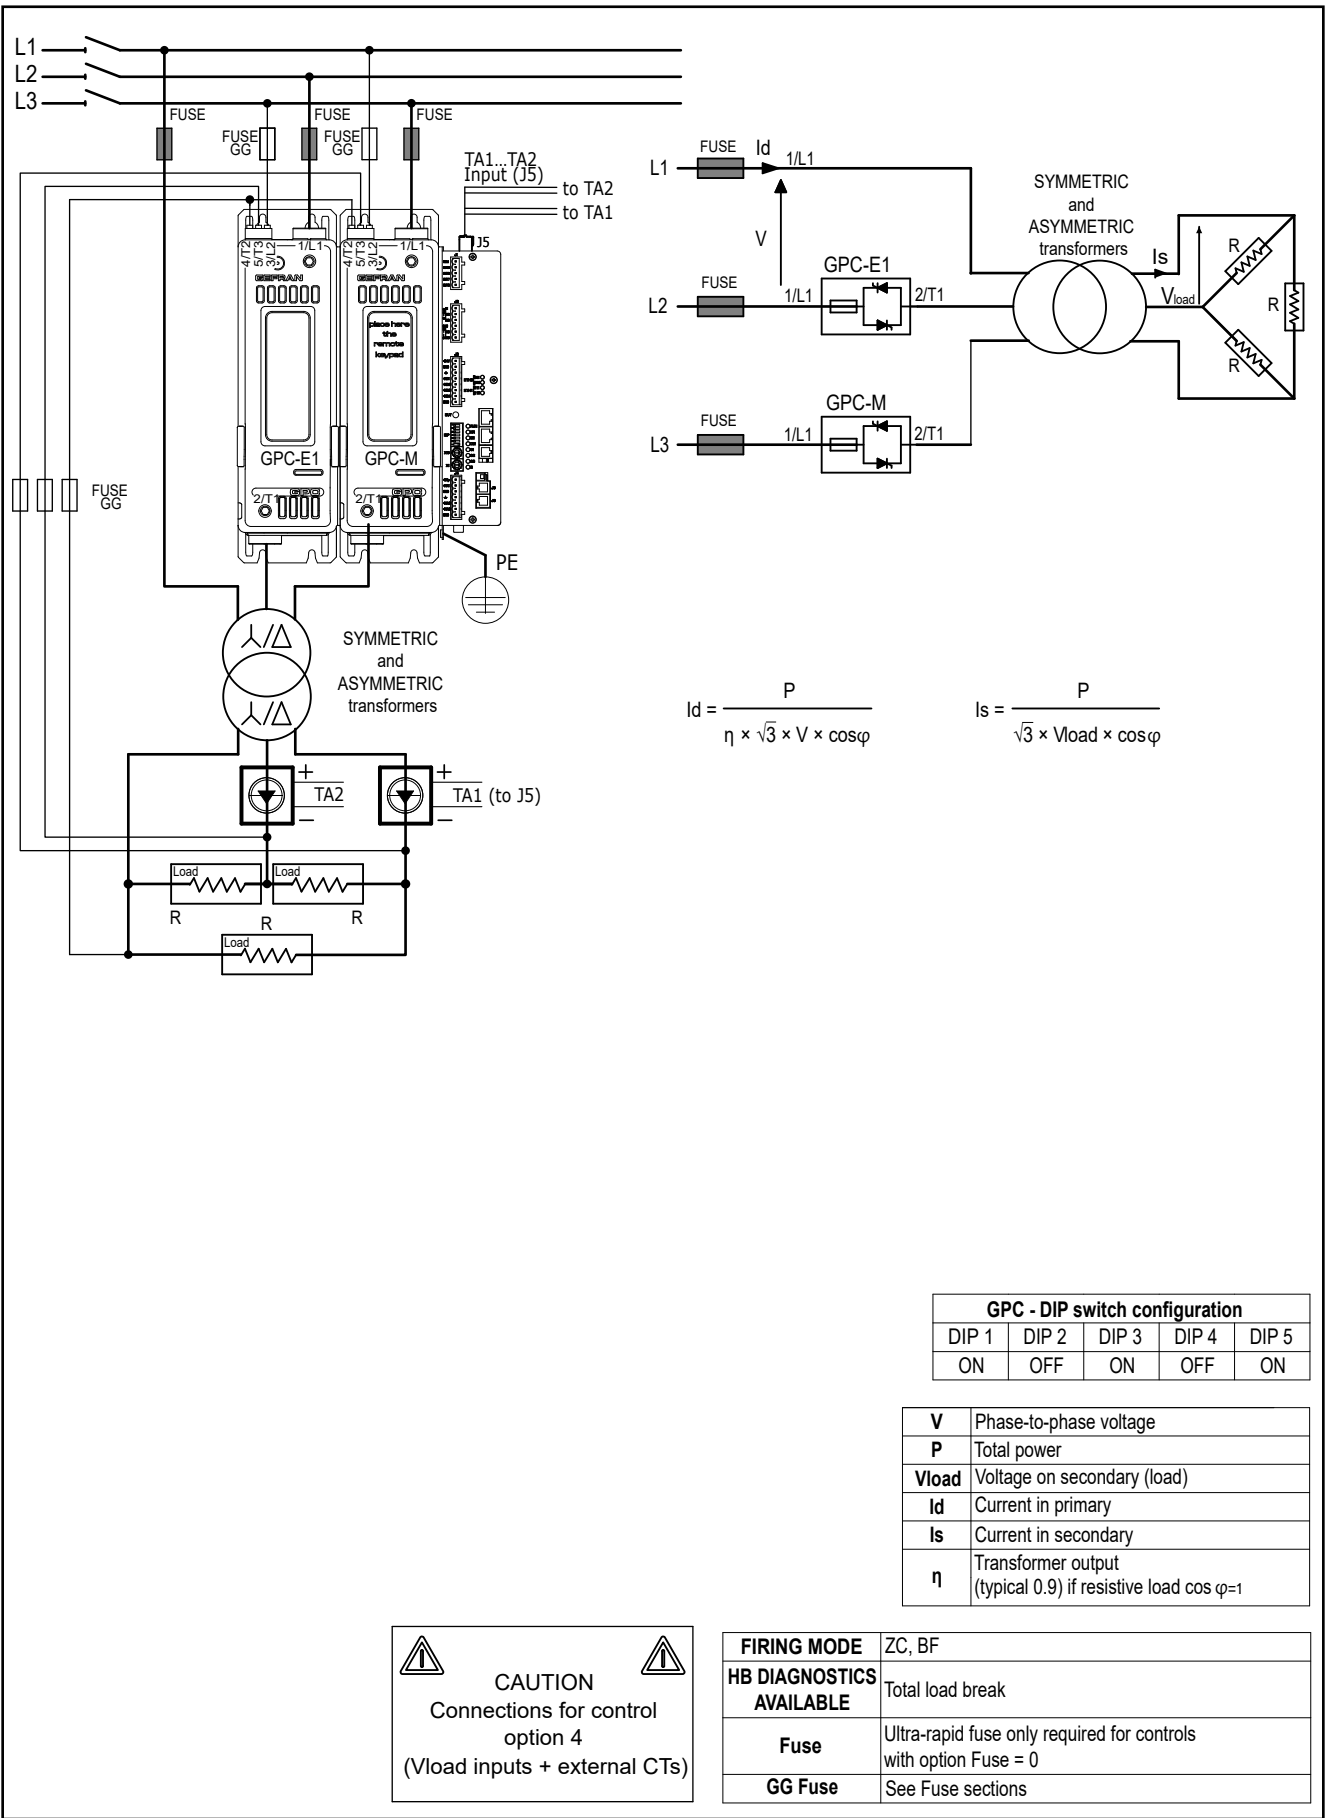 L1
L2
L3
FUSE
FUSE
FUSE
FUSE
GG
FUSE
GG
TA1...TA2
Input (J5)
to TA2
to TA1
J5
4/T2
5/T3
3/L2
1/L1
4/T2
5/T3
3/L2
1/L1
GEFRAN
GEFRAN
place here
the
remote
keypad
GPC-E1
GPC-M
2/T1
GPC
2/T1
GPC
FUSE
GG
PE
SYMMETRIC
and
ASYMMETRIC
transformers
+
TA2
−
+
TA1 (to J5)
−
Load
Load
R
R
R
Load
L1
FUSE
Id
1/L1
V
L2
FUSE
1/L1
GPC-E1
2/T1
L3
FUSE
1/L1
GPC-M
2/T1
SYMMETRIC
and
ASYMMETRIC
transformers
Is
Vload
R
R
R
Id = P / η × √3 × V × cosφ
Is = P / √3 × Vload × cosφ
GPC - DIP switch configuration
DIP 1 DIP 2 DIP 3 DIP 4 DIP 5
ON OFF ON OFF ON
V Phase-to-phase voltage
P Total power
Vload Voltage on secondary (load)
Id Current in primary
Is Current in secondary
η Transformer output
(typical 0.9) if resistive load cos φ=1
CAUTION
Connections for control
option 4
(Vload inputs + external CTs)
FIRING MODE ZC, BF
HB DIAGNOSTICS
AVAILABLE Total load break
Fuse Ultra-rapid fuse only required for controls
with option Fuse = 0
GG Fuse See Fuse sections